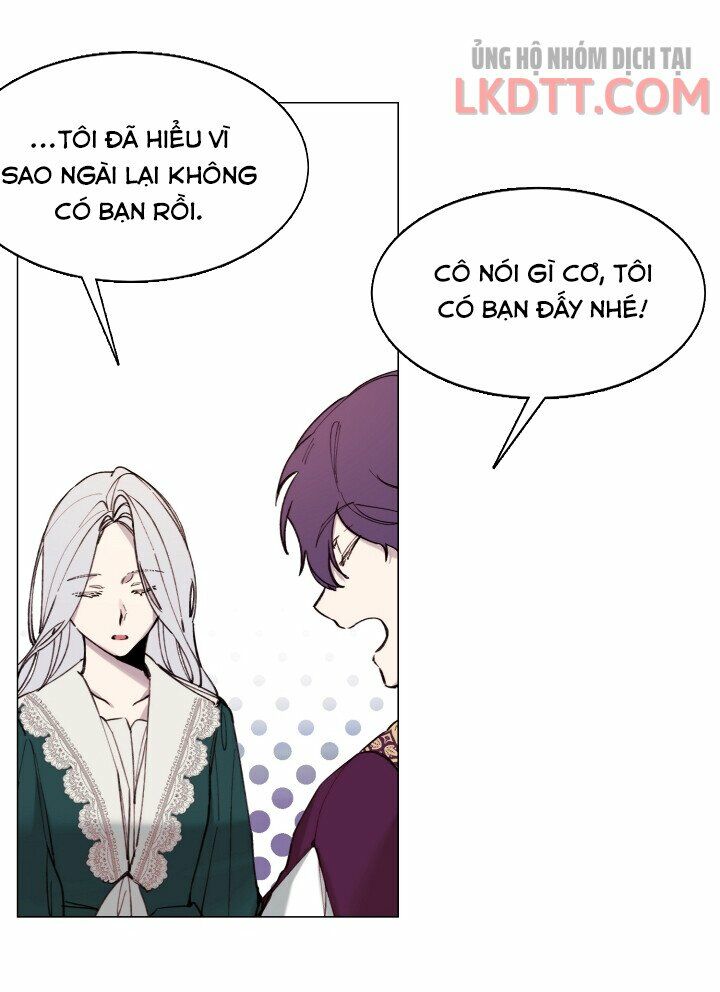 ỦNG HỘ NHÓM DỊCH TẠI
LKDTT.COM
...TÔI ĐÃ HIỂU VÌ
SAO NGÀI LẠI KHÔNG
CÓ BẠN RỒI.
CÔ NÓI GÌ CƠ, TÔI
CÓ BẠN ĐẤY NHÉ!